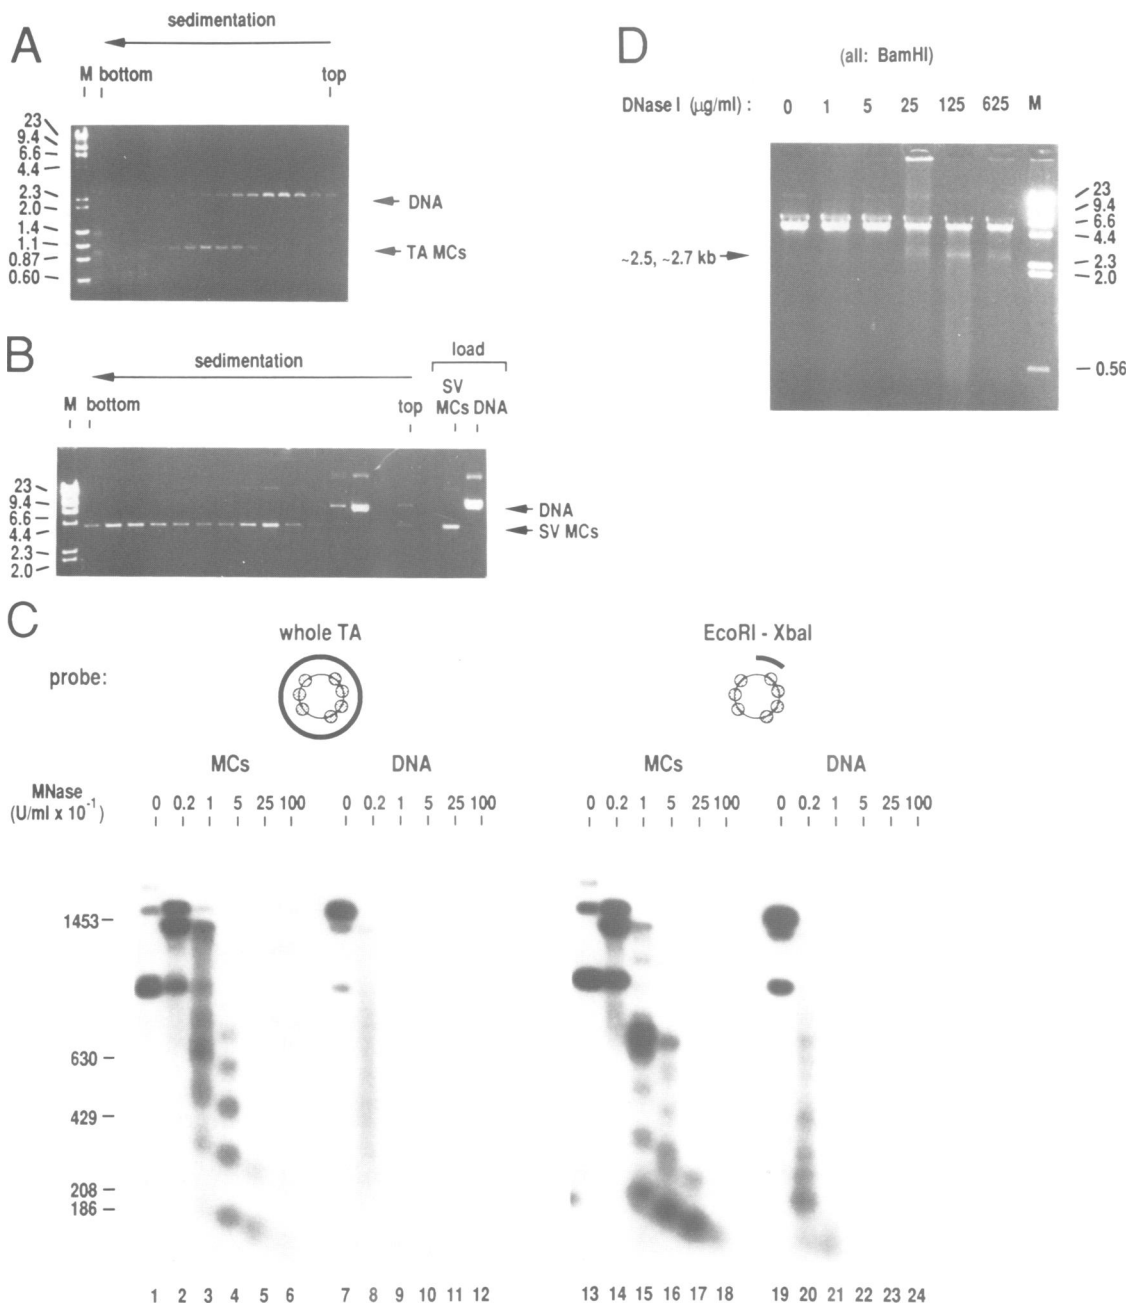 A
sedimentation
M bottom top
23
9.4
6.6
4.4
2.3
2.0
1.4
1.1
0.87
0.60
DNA
TA MCs
B
sedimentation
load
SV
M bottom top MCs DNA
23
9.4
6.6
4.4
2.3
2.0
DNA
SV MCs
D
(all: BamHI)
DNase I (µg/ml) : 0 1 5 25 125 625 M
~2.5, ~2.7 kb
23
9.4
6.6
4.4
2.3
2.0
0.56
C
whole TA EcoRI - XbaI
probe:
MCs DNA MCs DNA
MNase
(U/ml x 10⁻¹)
0 0.2 1 5 25 100 0 0.2 1 5 25 100 0 0.2 1 5 25 100 0 0.2 1 5 25 100
1453
630
429
208
186
1 2 3 4 5 6 7 8 9 10 11 12 13 14 15 16 17 18 19 20 21 22 23 24